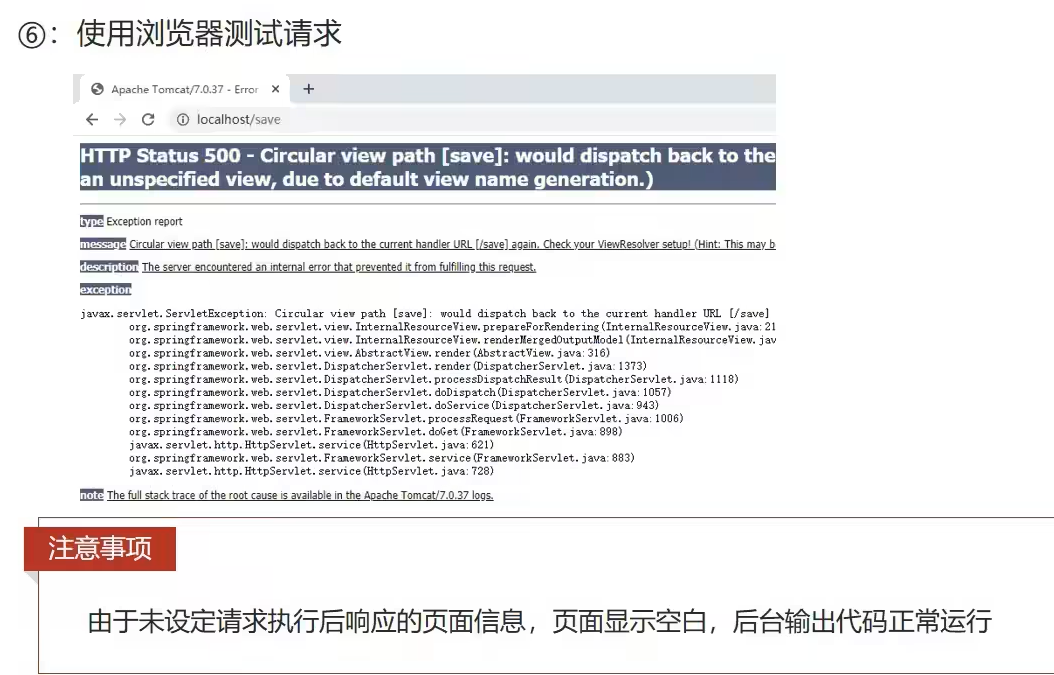 ⑥：使用浏览器测试请求
Apache Tomcat/7.0.37 - Error
localhost/save
HTTP Status 500 - Circular view path [save]: would dispatch back to the
an unspecified view, due to default view name generation.)
type Exception report
message Circular view path [save]: would dispatch back to the current handler URL [/save] again. Check your ViewResolver setup! (Hint: This may b
description The server encountered an internal error that prevented it from fulfilling this request.
exception
javax.servlet.ServletException: Circular view path [save]: would dispatch back to the current handler URL [/save]
org.springframework.web.servlet.view.InternalResourceView.prepareForRendering(InternalResourceView.java:21
org.springframework.web.servlet.view.InternalResourceView.renderMergedOutputModel(InternalResourceView.jav
org.springframework.web.servlet.view.AbstractView.render(AbstractView.java:316)
org.springframework.web.servlet.DispatcherServlet.render(DispatcherServlet.java:1373)
org.springframework.web.servlet.DispatcherServlet.processDispatchResult(DispatcherServlet.java:1118)
org.springframework.web.servlet.DispatcherServlet.doDispatch(DispatcherServlet.java:1057)
org.springframework.web.servlet.DispatcherServlet.doService(DispatcherServlet.java:943)
org.springframework.web.servlet.FrameworkServlet.processRequest(FrameworkServlet.java:1006)
org.springframework.web.servlet.FrameworkServlet.doGet(FrameworkServlet.java:898)
javax.servlet.http.HttpServlet.service(HttpServlet.java:621)
org.springframework.web.servlet.FrameworkServlet.service(FrameworkServlet.java:883)
javax.servlet.http.HttpServlet.service(HttpServlet.java:728)
note The full stack trace of the root cause is available in the Apache Tomcat/7.0.37 logs.
注意事项
由于未设定请求执行后响应的页面信息，页面显示空白，后台输出代码正常运行